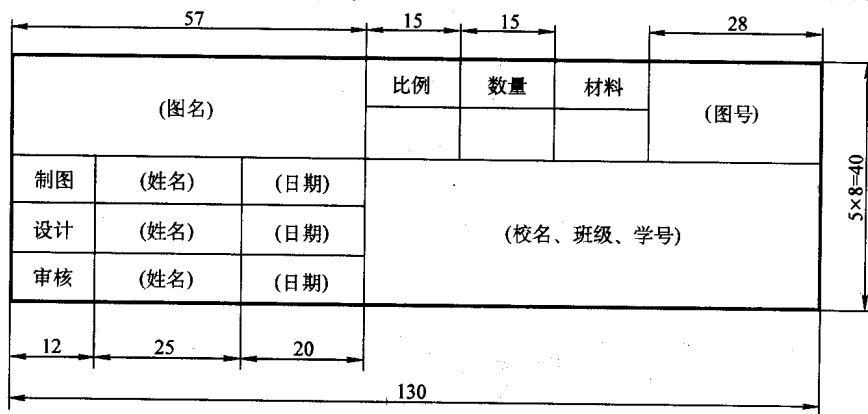 57 15 15 28
比例 数量 材料
(图名) (图号)
制图 (姓名) (日期)
设计 (姓名) (日期)
(校名、班级、学号)
审核 (姓名) (日期)
5×8=40
12 25 20
130